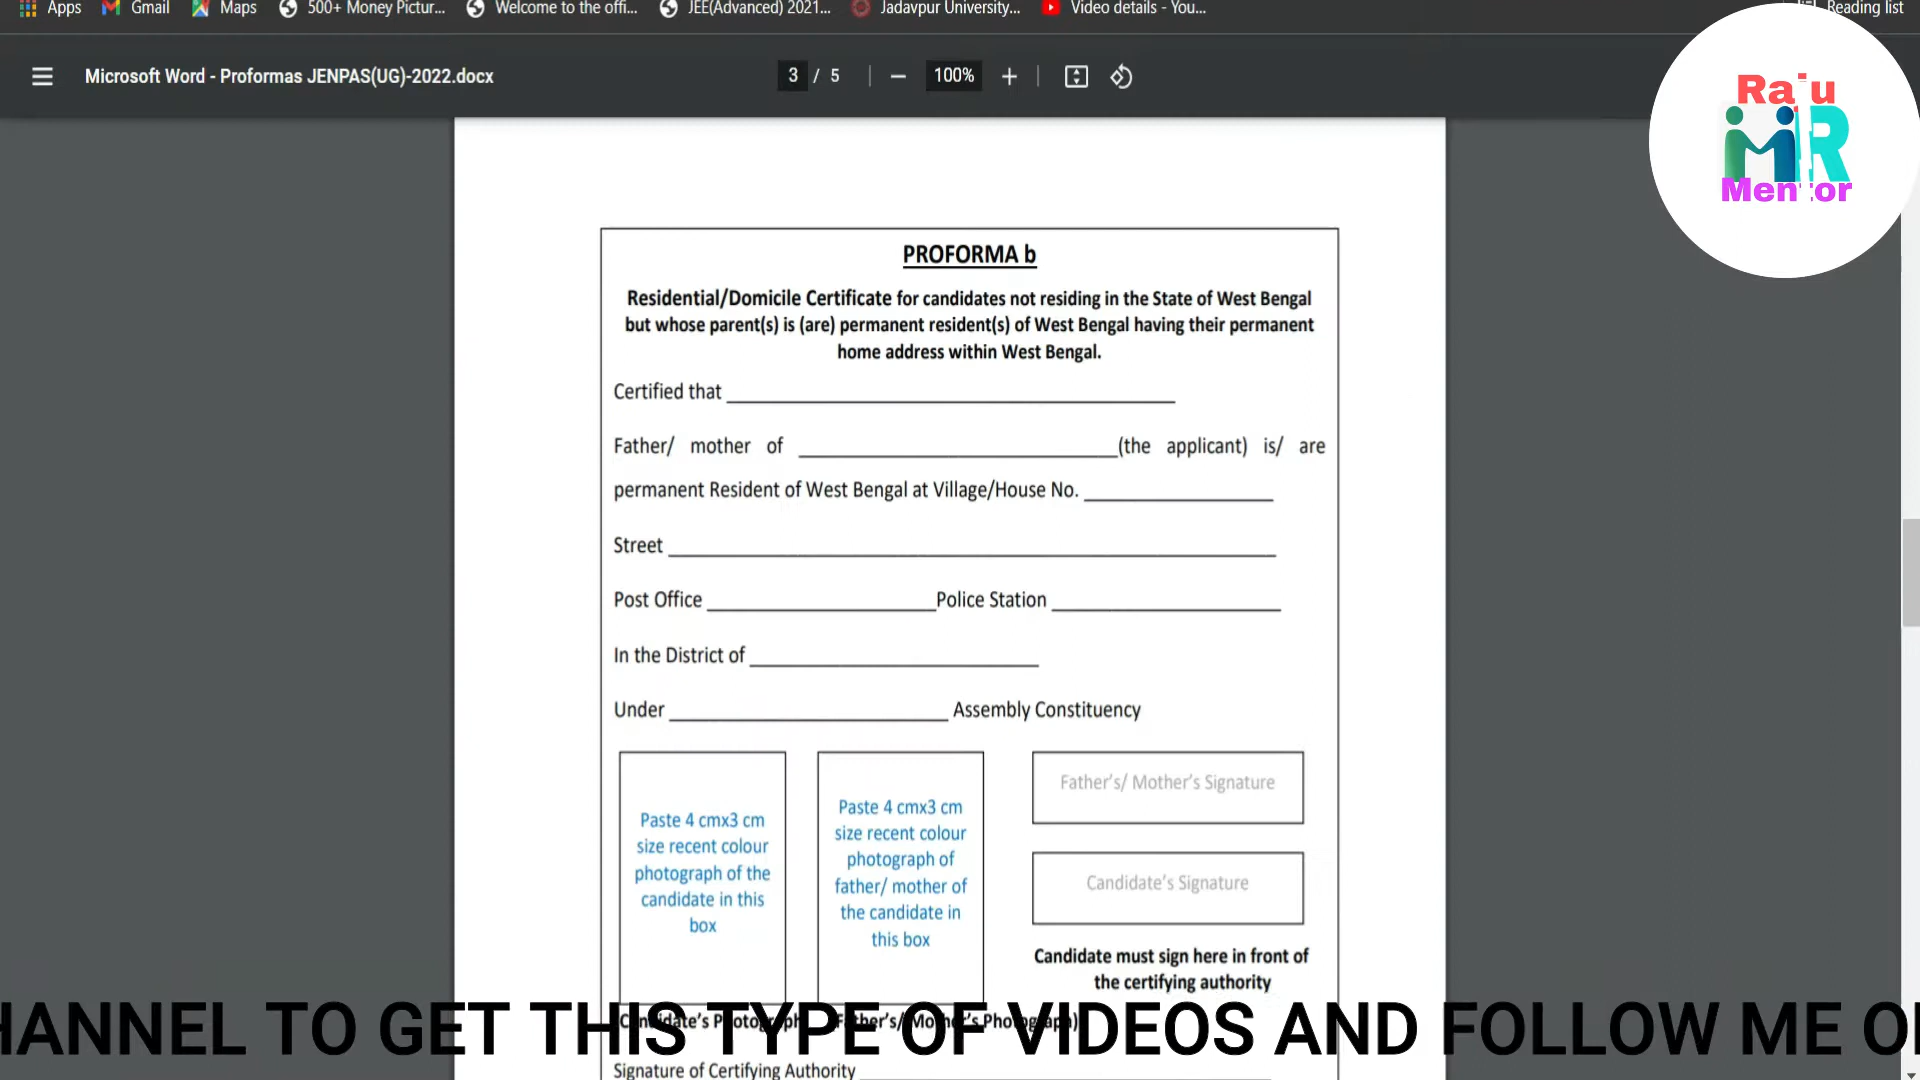 Apps Gmail Maps 500+ Money Pictur... Welcome to the offi... JEE(Advanced) 2021... Jadavpur University... Video details - You... Reading list
Microsoft Word - Proformas JENPAS(UG)-2022.docx 3 / 5 100%
Raju
MR
Mentor
PROFORMA b
Residential/Domicile Certificate for candidates not residing in the State of West Bengal
but whose parent(s) is (are) permanent resident(s) of West Bengal having their permanent
home address within West Bengal.
Certified that
Father/ mother of (the applicant) is/ are
permanent Resident of West Bengal at Village/House No.
Street
Post Office Police Station
In the District of
Under Assembly Constituency
Paste 4 cmx3 cm
size recent colour
photograph of the
candidate in this
box
Paste 4 cmx3 cm
size recent colour
photograph of
father/ mother of
the candidate in
this box
Father's/ Mother's Signature
Candidate's Signature
Candidate must sign here in front of
the certifying authority
HANNEL TO GET THIS TYPE OF VIDEOS AND FOLLOW ME O
Signature of Certifying Authority